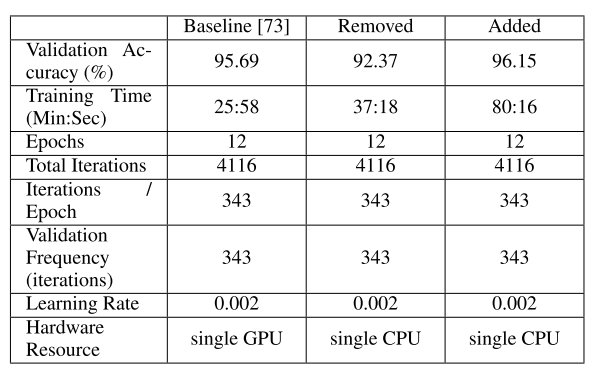 Baseline [73] Removed Added
Validation Ac-
curacy (%) 95.69 92.37 96.15
Training Time
(Min:Sec) 25:58 37:18 80:16
Epochs 12 12 12
Total Iterations 4116 4116 4116
Iterations /
Epoch 343 343 343
Validation
Frequency 343 343 343
(iterations)
Learning Rate 0.002 0.002 0.002
Hardware
Resource single GPU single CPU single CPU